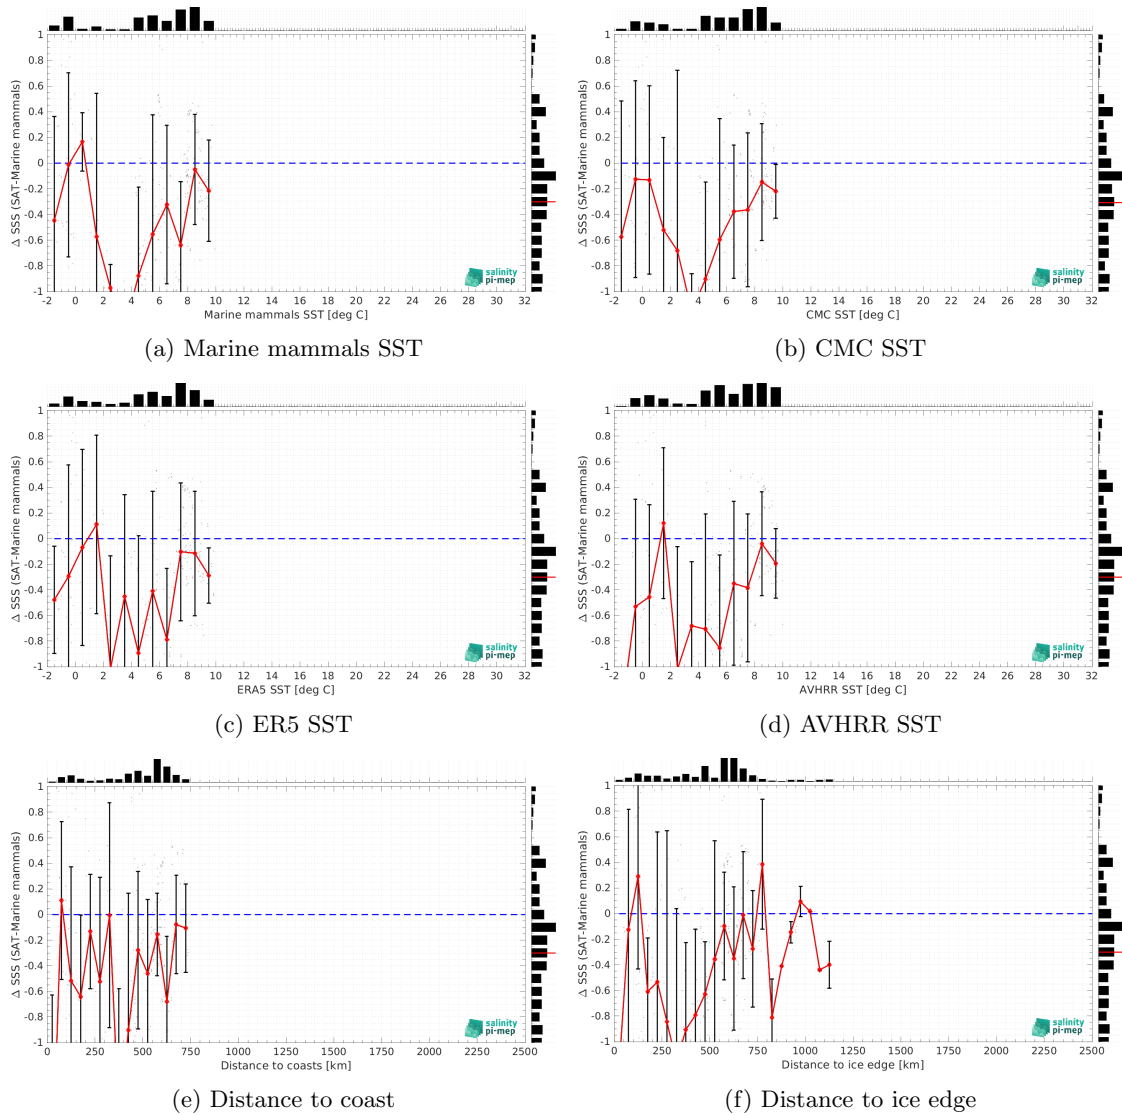 1
0.8
0.6
0.4
0.2
0
-0.2
-0.4
-0.6
-0.8
-1
Δ SSS (SAT-Marine mammals)
salinity
pi-mep
-2 0 2 4 6 8 10 12 14 16 18 20 22 24 26 28 30 32
Marine mammals SST [deg C]
(a) Marine mammals SST
1
0.8
0.6
0.4
0.2
0
-0.2
-0.4
-0.6
-0.8
-1
Δ SSS (SAT-Marine mammals)
salinity
pi-mep
-2 0 2 4 6 8 10 12 14 16 18 20 22 24 26 28 30 32
CMC SST [deg C]
(b) CMC SST
1
0.8
0.6
0.4
0.2
0
-0.2
-0.4
-0.6
-0.8
-1
Δ SSS (SAT-Marine mammals)
salinity
pi-mep
-2 0 2 4 6 8 10 12 14 16 18 20 22 24 26 28 30 32
ERA5 SST [deg C]
(c) ER5 SST
1
0.8
0.6
0.4
0.2
0
-0.2
-0.4
-0.6
-0.8
-1
Δ SSS (SAT-Marine mammals)
salinity
pi-mep
-2 0 2 4 6 8 10 12 14 16 18 20 22 24 26 28 30 32
AVHRR SST [deg C]
(d) AVHRR SST
1
0.8
0.6
0.4
0.2
0
-0.2
-0.4
-0.6
-0.8
-1
Δ SSS (SAT-Marine mammals)
salinity
pi-mep
0 250 500 750 1000 1250 1500 1750 2000 2250 2500
Distance to coasts [km]
(e) Distance to coast
1
0.8
0.6
0.4
0.2
0
-0.2
-0.4
-0.6
-0.8
-1
Δ SSS (SAT-Marine mammals)
salinity
pi-mep
0 250 500 750 1000 1250 1500 1750 2000 2250 2500
Distance to ice edge [km]
(f) Distance to ice edge